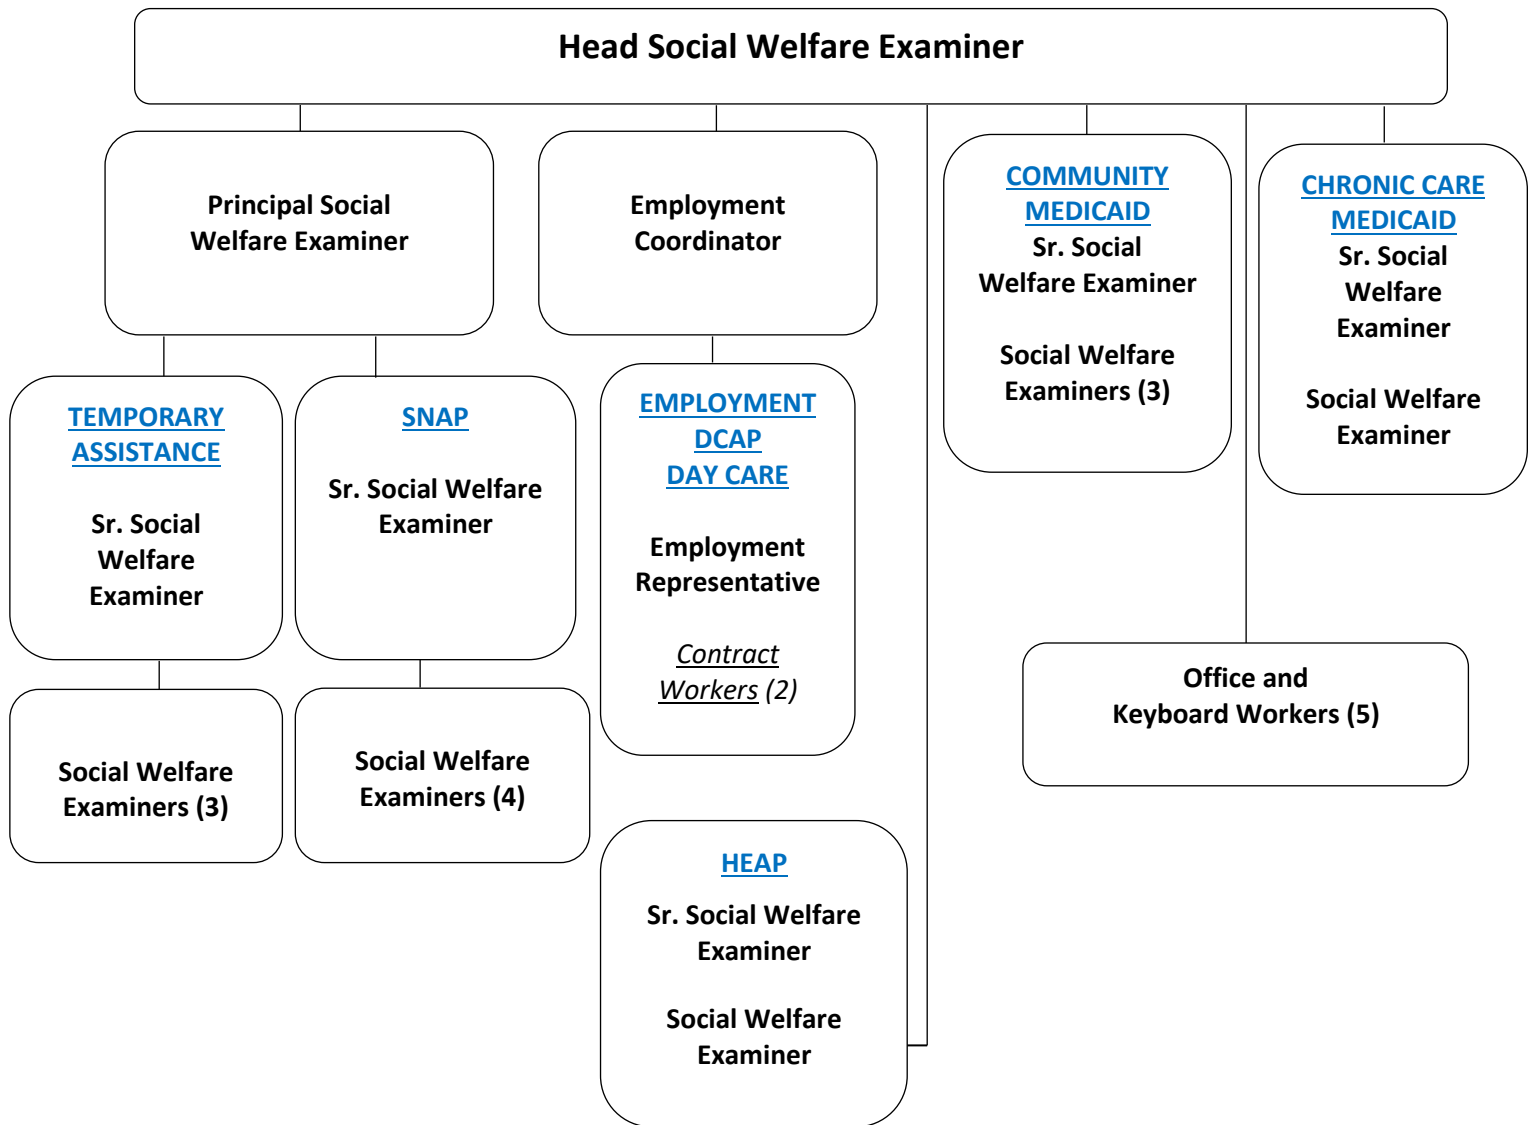 Head Social Welfare Examiner
Principal Social
Welfare Examiner
Employment
Coordinator
COMMUNITY
MEDICAID
Sr. Social
Welfare Examiner
Social Welfare
Examiners (3)
CHRONIC CARE
MEDICAID
Sr. Social
Welfare
Examiner
Social Welfare
Examiner
TEMPORARY
ASSISTANCE
Sr. Social
Welfare
Examiner
SNAP
Sr. Social Welfare
Examiner
EMPLOYMENT
DCAP
DAY CARE
Employment
Representative
Contract
Workers (2)
Office and
Keyboard Workers (5)
Social Welfare
Examiners (3)
Social Welfare
Examiners (4)
HEAP
Sr. Social Welfare
Examiner
Social Welfare
Examiner